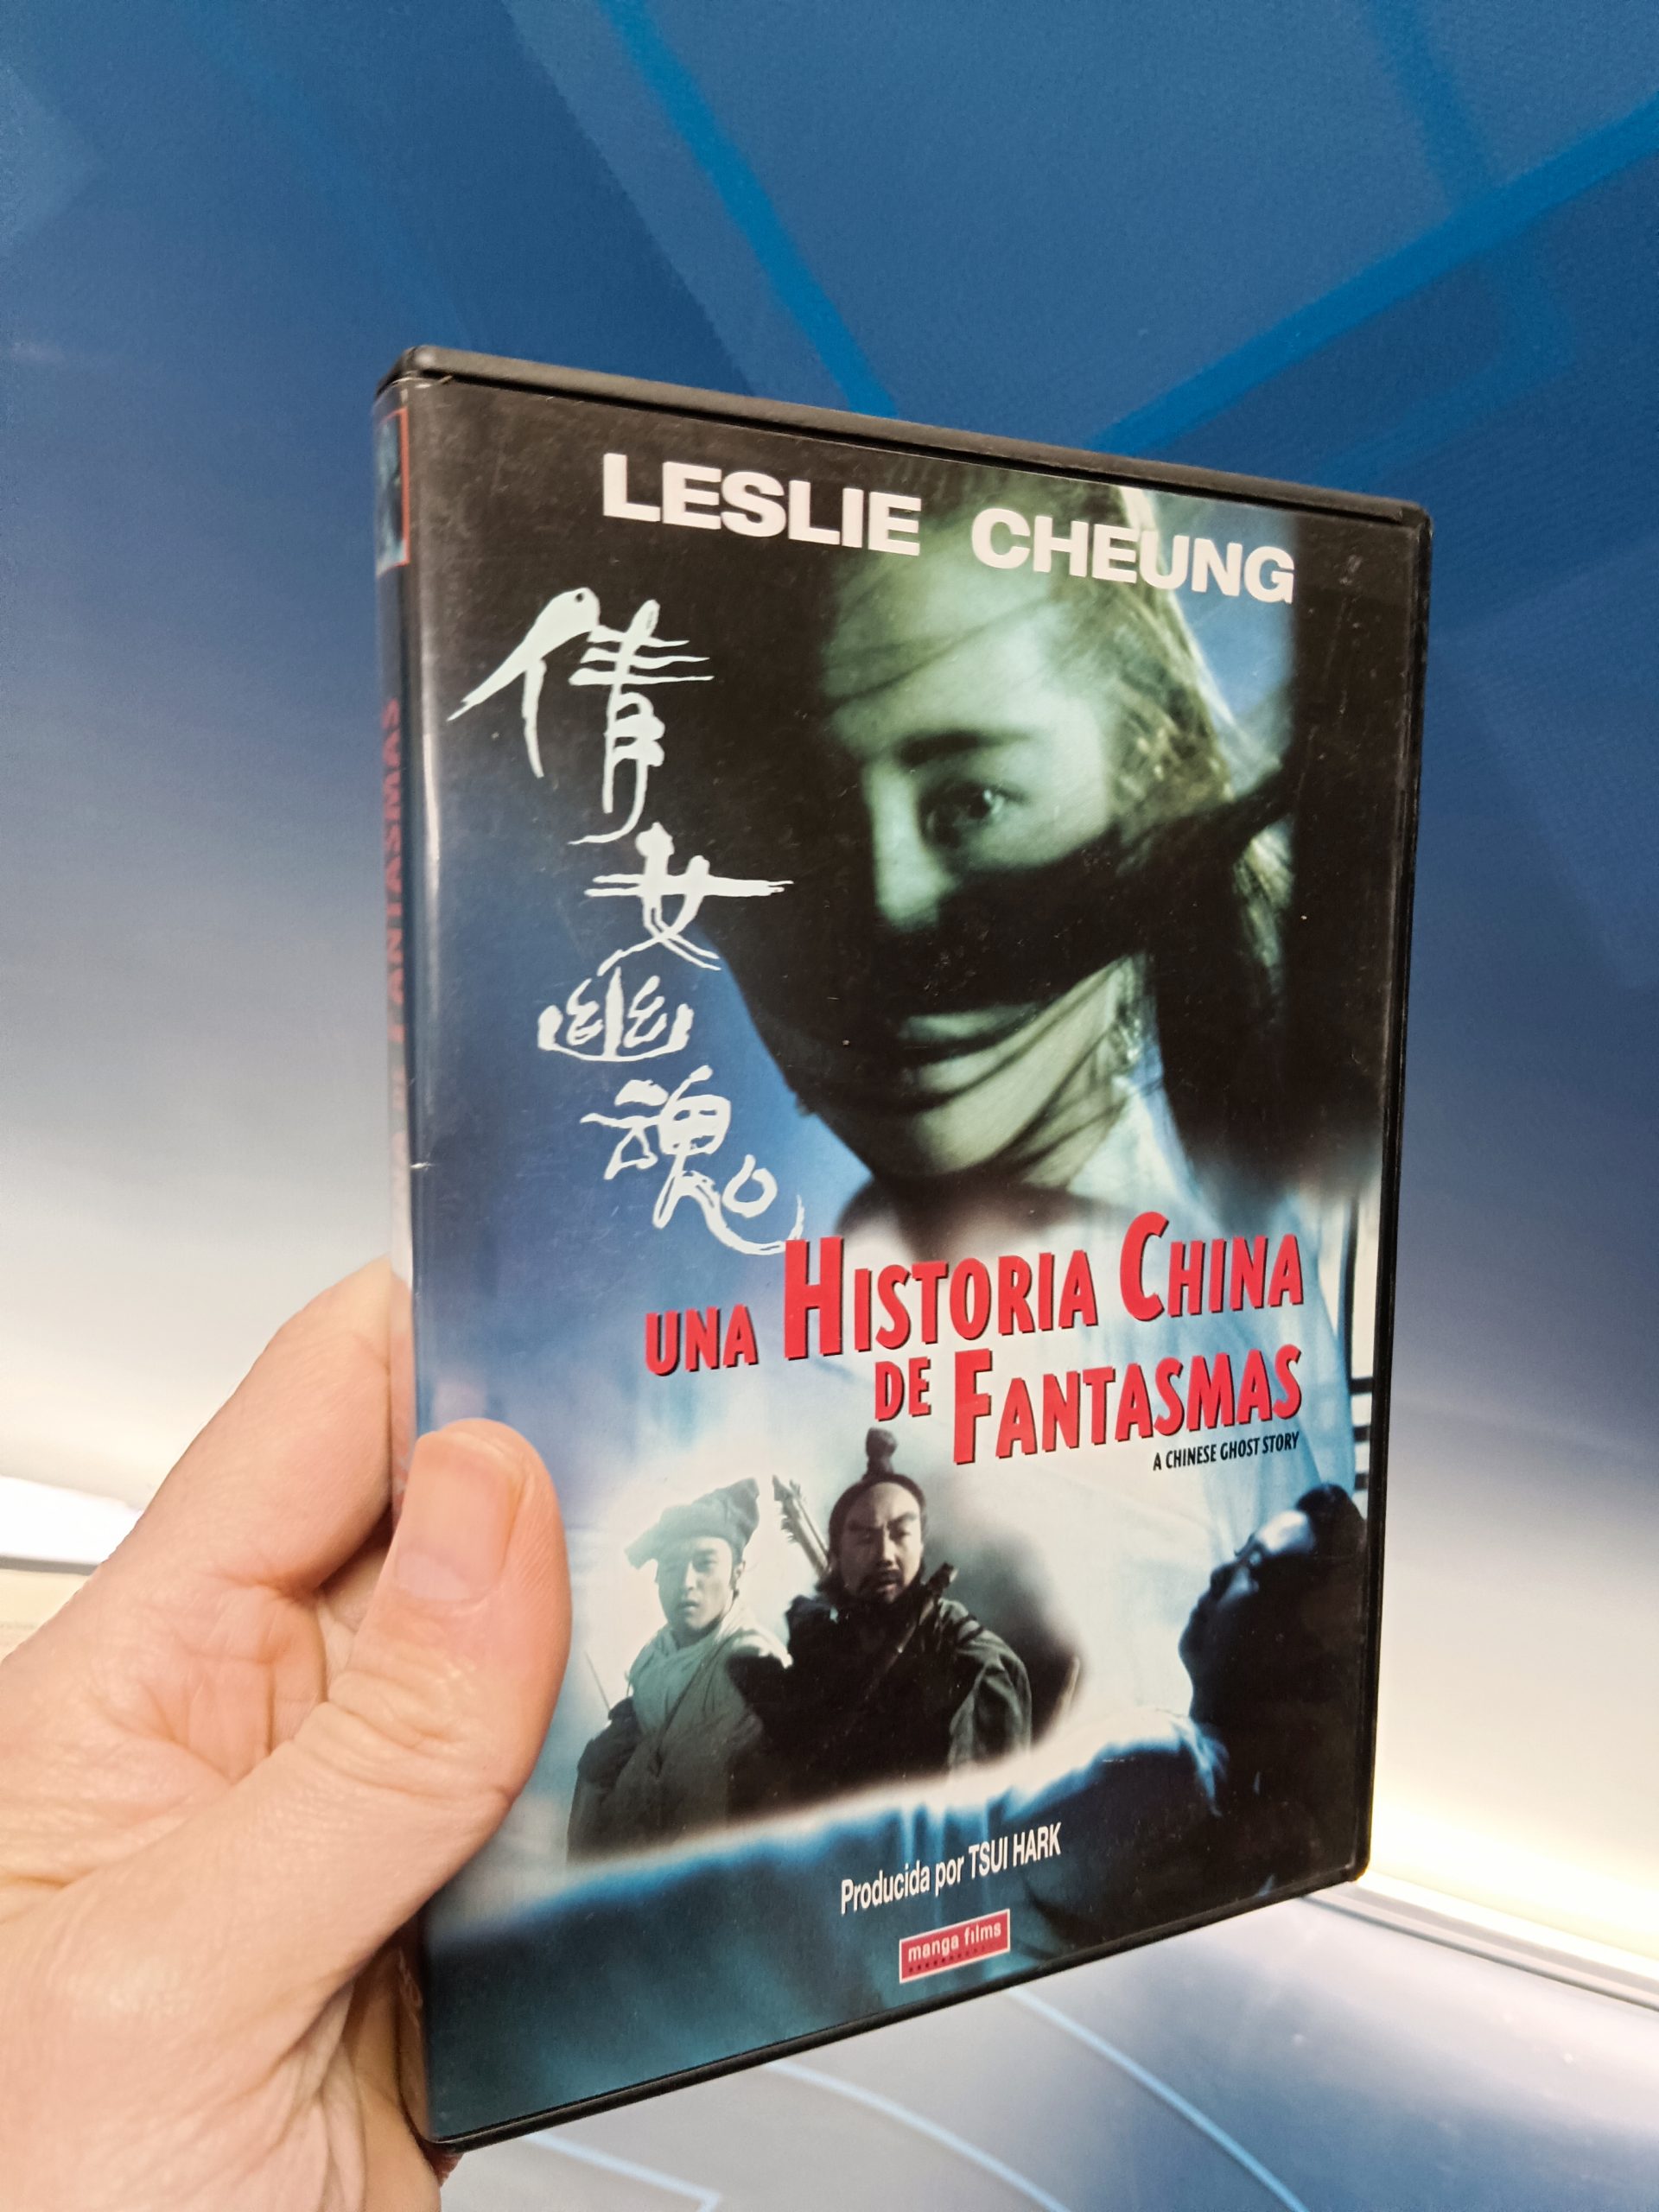 LESLIE CHEUNG
倩女幽魂
UNA HISTORIA CHINA
DE FANTASMAS
A CHINESE GHOST STORY
Producida por TSUI HARK
manga films
FANTASMAS